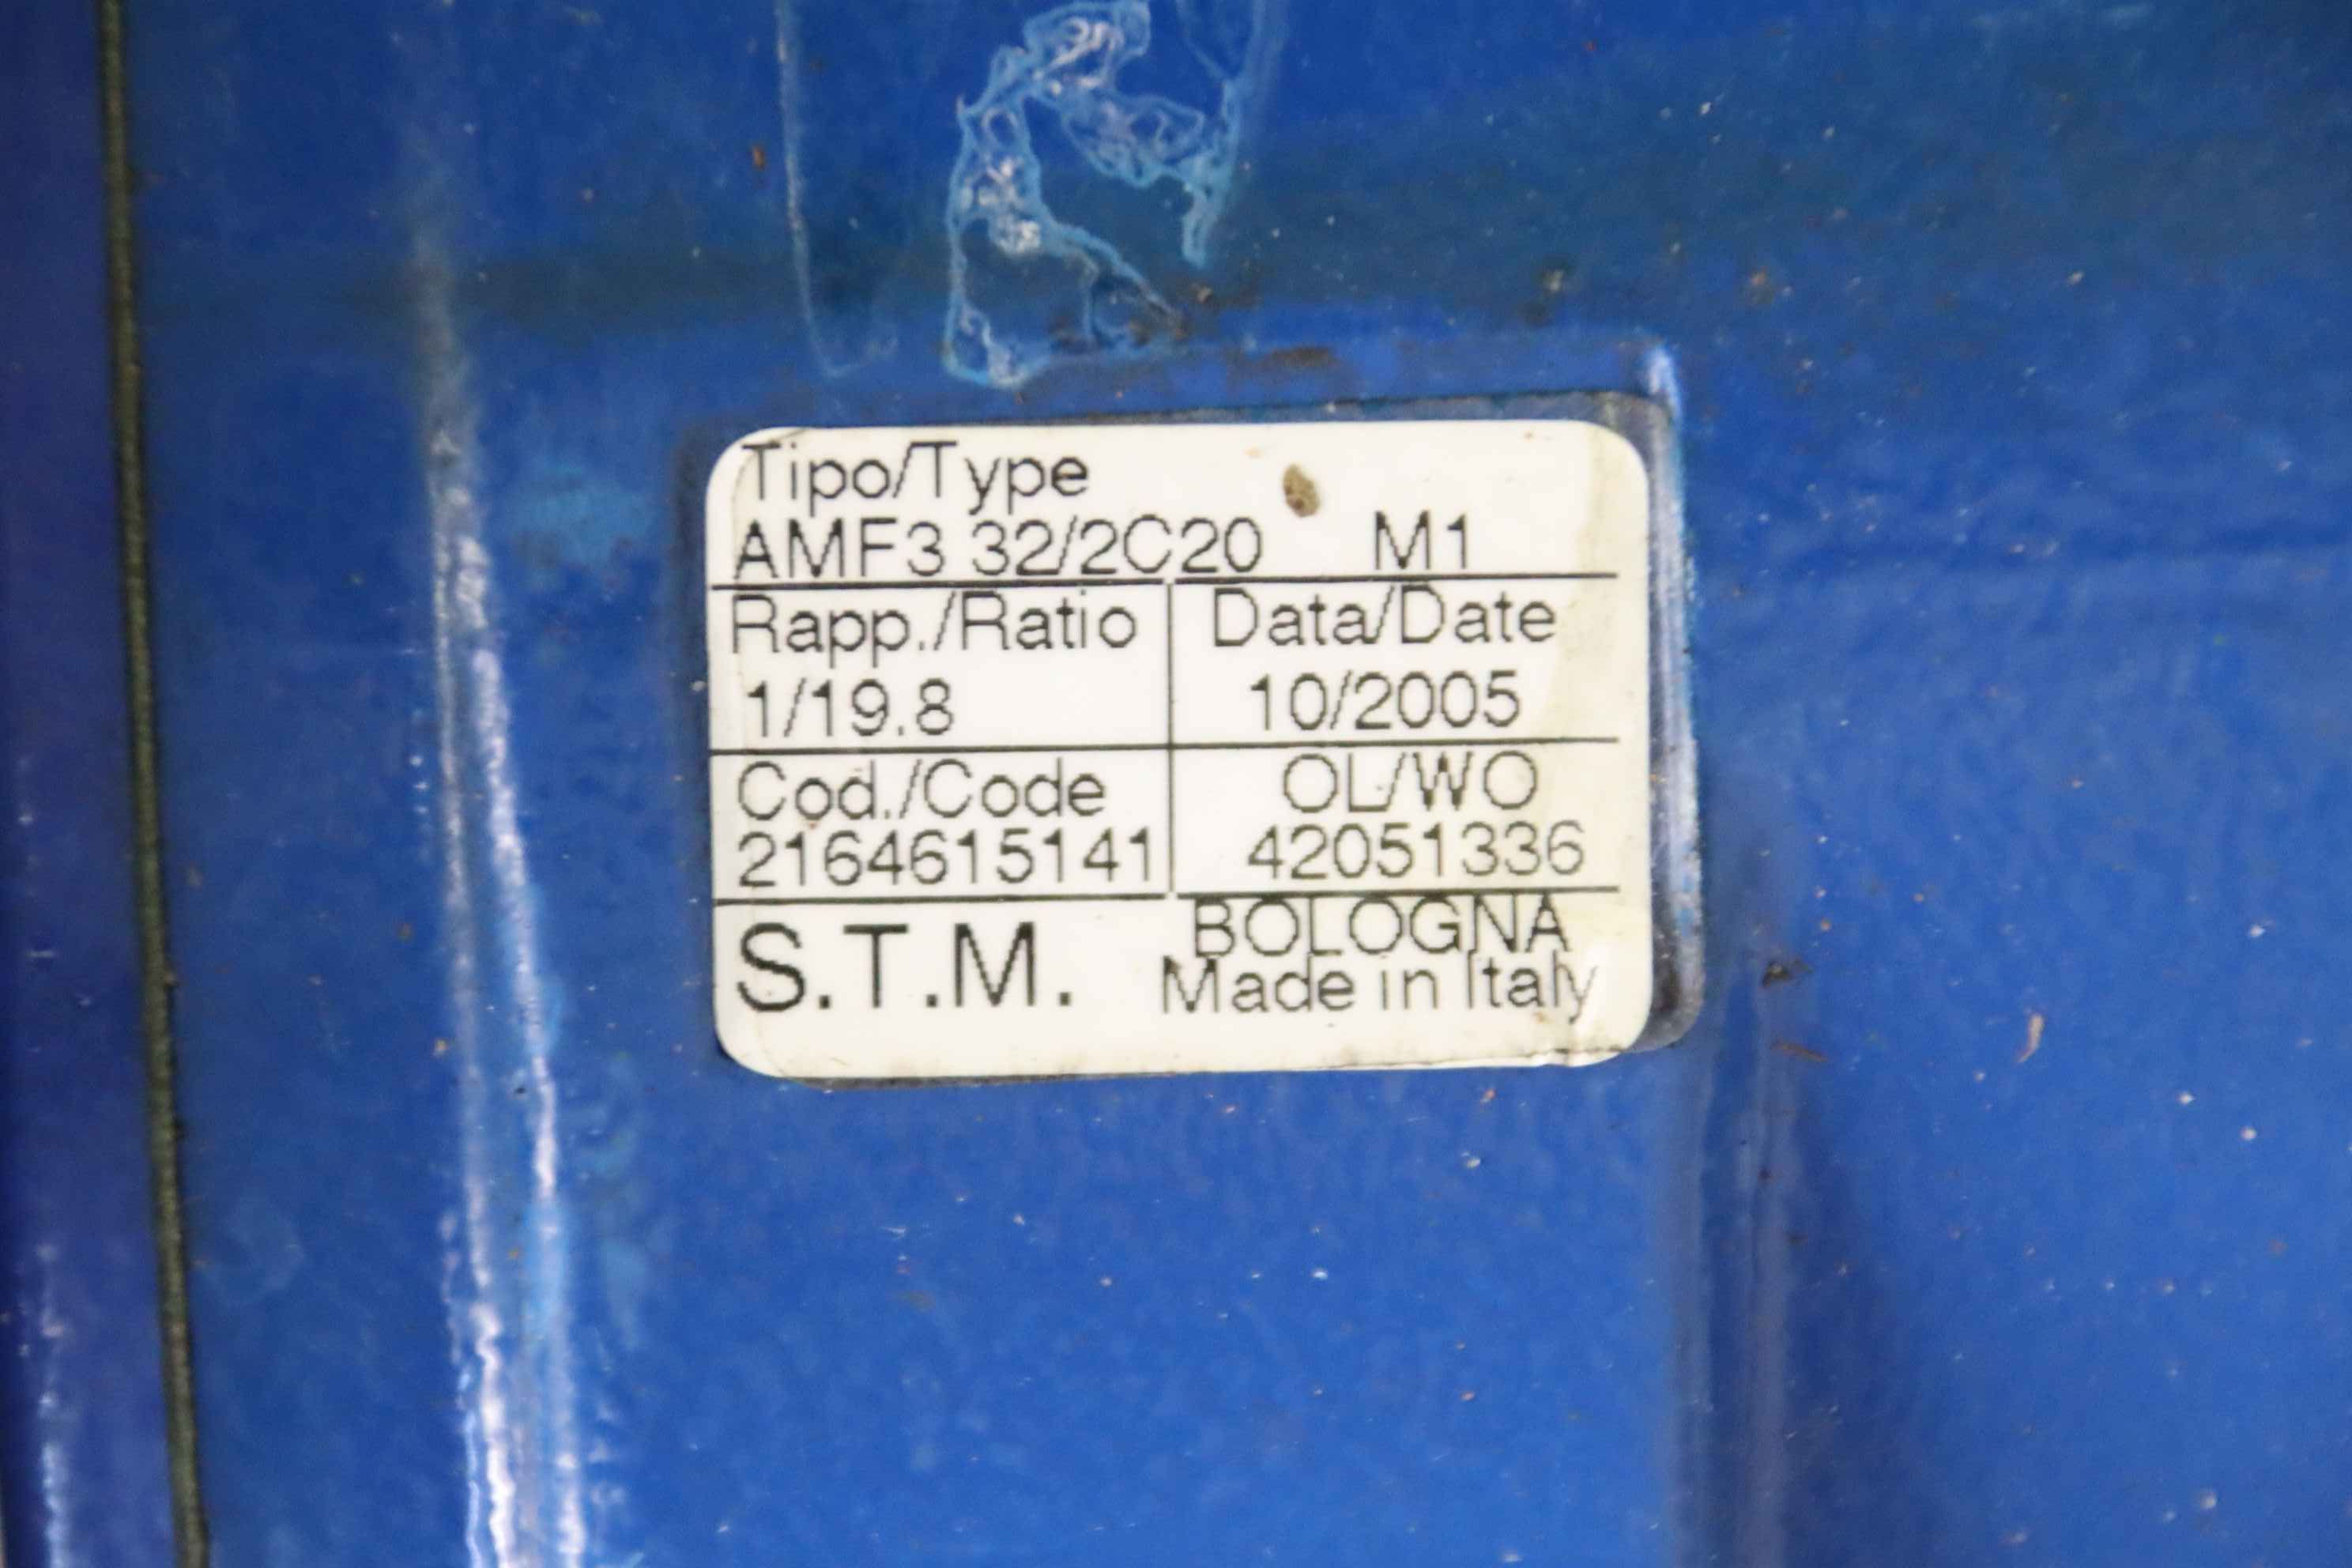 Tipo/Type
AMF3 32/2C20 M1
Rapp./Ratio Data/Date
1/19.8 10/2005
Cod./Code OL/WO
2164615141 42051336
S.T.M. BOLOGNA
Made in Italy